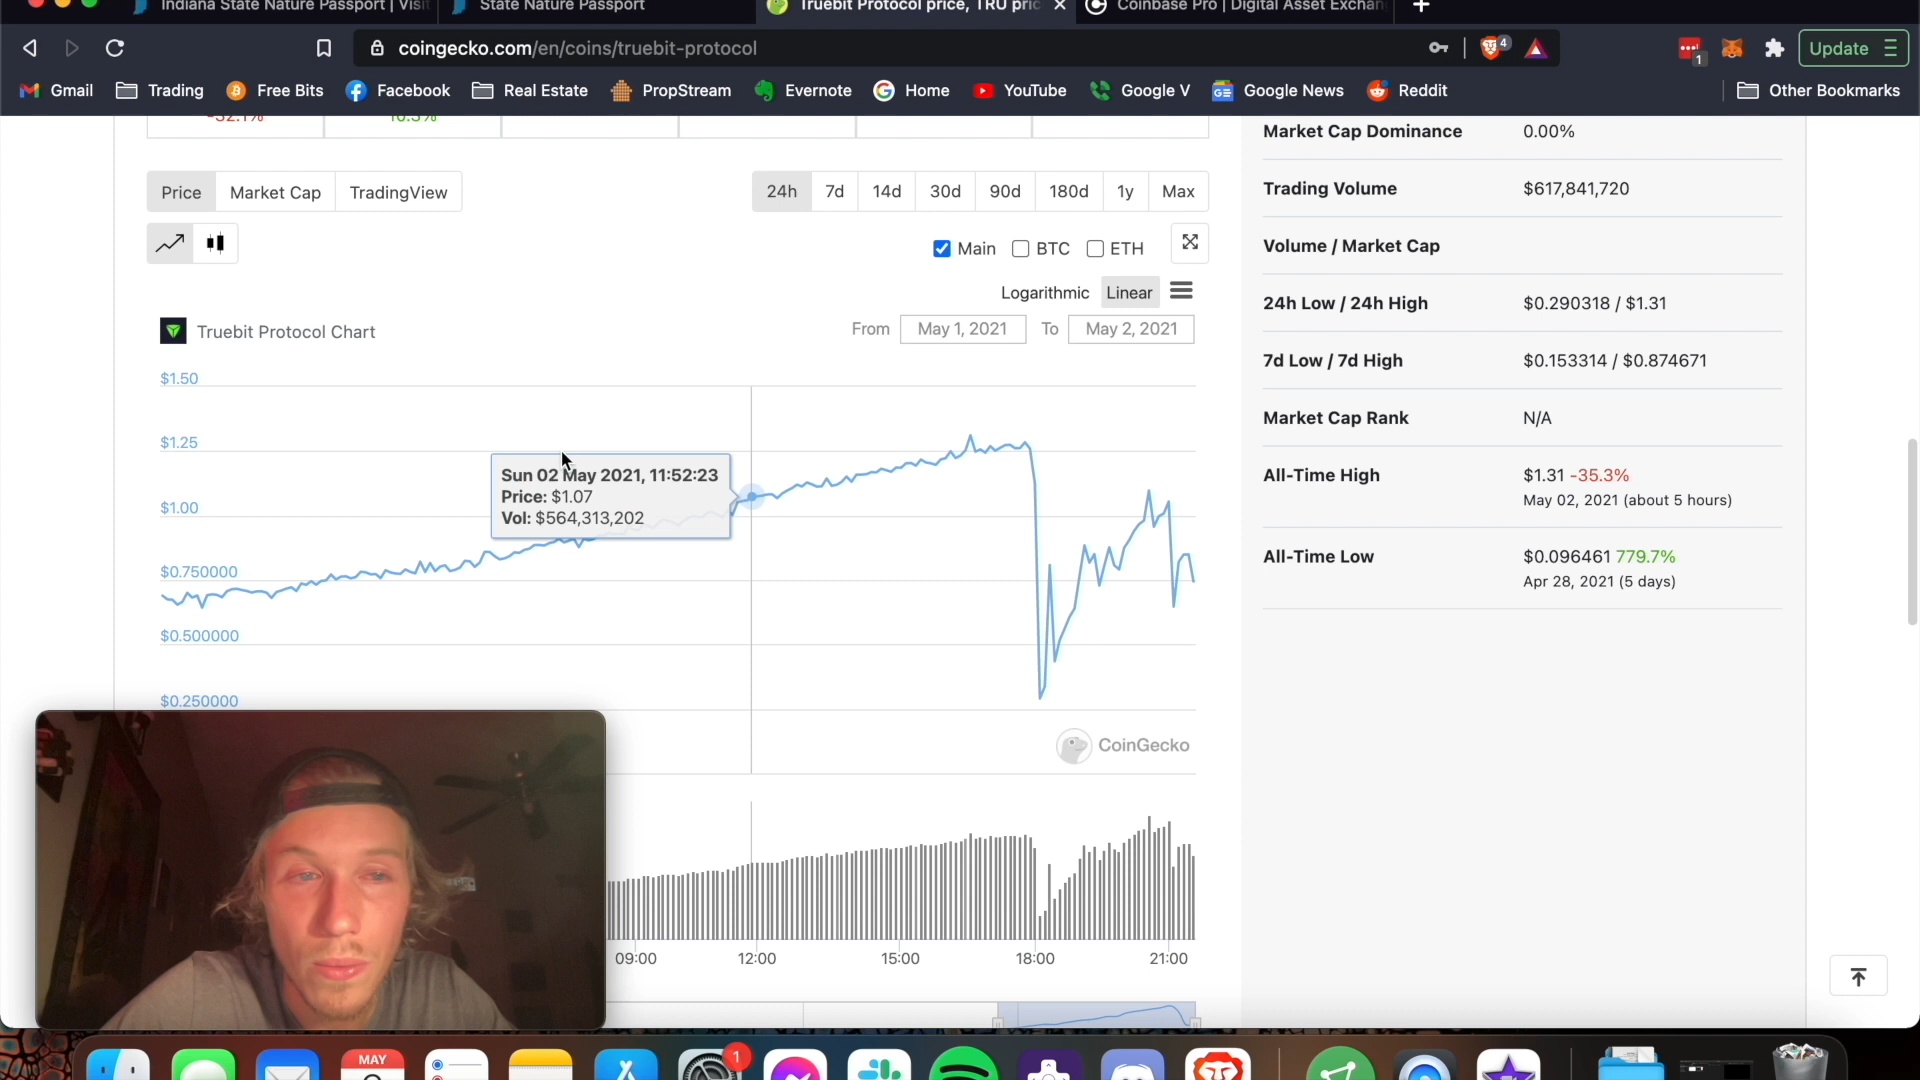 Indiana State Nature Passport | Visit
State Nature Passport
Truebit Protocol price, TRU pric
Coinbase Pro | Digital Asset Exchan
coingecko.com/en/coins/truebit-protocol
4
1
Update
Gmail
Trading
Free Bits
Facebook
Real Estate
PropStream
Evernote
Home
YouTube
Google V
Google News
Reddit
Other Bookmarks
-32.1%
10.3%
Price
Market Cap
TradingView
24h
7d
14d
30d
90d
180d
1y
Max
Main
BTC
ETH
Logarithmic
Linear
Truebit Protocol Chart
From
May 1, 2021
To
May 2, 2021
$1.50
$1.25
$1.00
$0.750000
$0.500000
$0.250000
Sun 02 May 2021, 11:52:23
Price: $1.07
Vol: $564,313,202
CoinGecko
09:00
12:00
15:00
18:00
21:00
Market Cap Dominance 0.00%
Trading Volume $617,841,720
Volume / Market Cap
24h Low / 24h High $0.290318 / $1.31
7d Low / 7d High $0.153314 / $0.874671
Market Cap Rank N/A
All-Time High $1.31 -35.3%
May 02, 2021 (about 5 hours)
All-Time Low $0.096461 779.7%
Apr 28, 2021 (5 days)
MAY
1